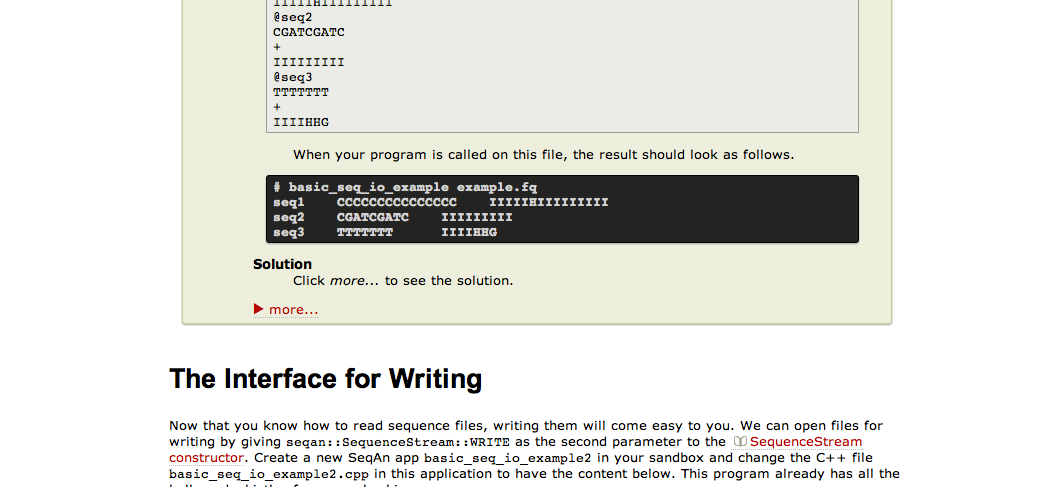 IIIIIHIIIIIIIII
@seq2
CGATCGATC
+
IIIIIIIII
@seq3
TTTTTTT
+
IIIIHHG
When your program is called on this file, the result should look as follows.
# basic_seq_io_example example.fq
seq1    CCCCCCCCCCCCCCC    IIIIIHIIIIIIIII
seq2    CGATCGATC    IIIIIIIII
seq3    TTTTTTT      IIIIHHG
Solution
Click more... to see the solution.
▶ more...
The Interface for Writing
Now that you know how to read sequence files, writing them will come easy to you. We can open files for
writing by giving seqan::SequenceStream::WRITE as the second parameter to the SequenceStream
constructor. Create a new SeqAn app basic_seq_io_example2 in your sandbox and change the C++ file
basic_seq_io_example2.cpp in this application to have the content below. This program already has all the